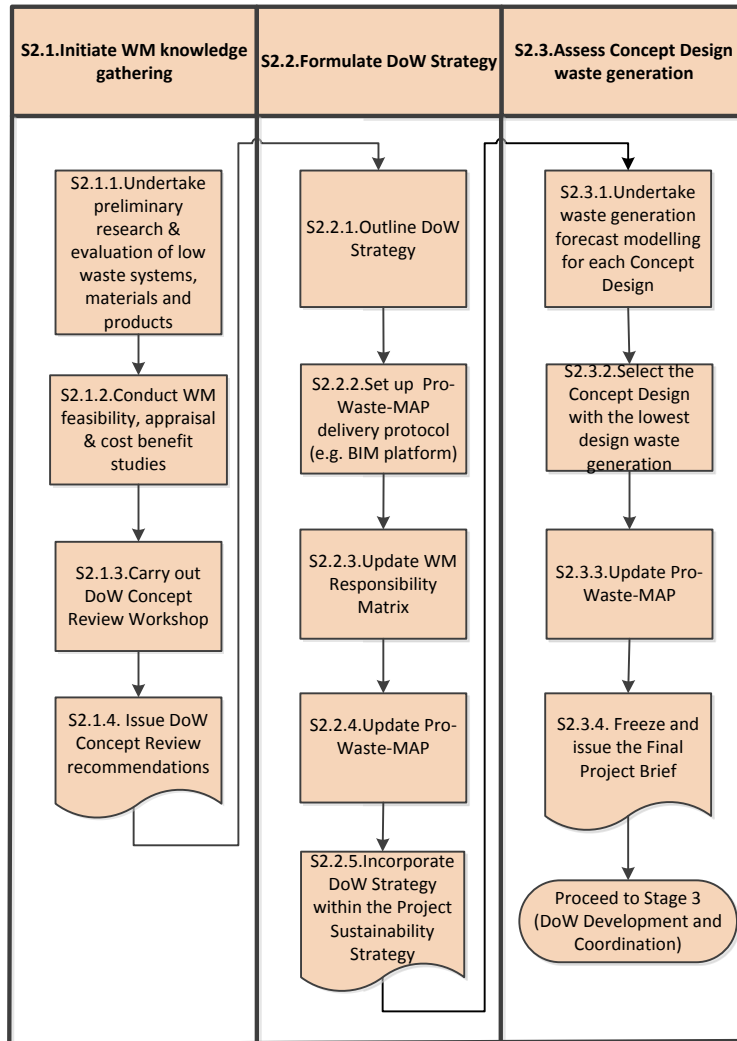 S2.1.Initiate WM knowledge
gathering
S2.2.Formulate DoW Strategy
S2.3.Assess Concept Design
waste generation
S2.1.1.Undertake
preliminary
research &
evaluation of low
waste systems,
materials and
products
S2.1.2.Conduct WM
feasibility, appraisal
& cost benefit
studies
S2.1.3.Carry out
DoW Concept
Review Workshop
S2.1.4. Issue DoW
Concept Review
recommendations
S2.2.1.Outline DoW
Strategy
S2.2.2.Set up Pro-
Waste-MAP
delivery protocol
(e.g. BIM platform)
S2.2.3.Update WM
Responsibility
Matrix
S2.2.4.Update Pro-
Waste-MAP
S2.2.5.Incorporate
DoW Strategy
within the Project
Sustainability
Strategy
S2.3.1.Undertake
waste generation
forecast modelling
for each Concept
Design
S2.3.2.Select the
Concept Design
with the lowest
design waste
generation
S2.3.3.Update Pro-
Waste-MAP
S2.3.4. Freeze and
issue the Final
Project Brief
Proceed to Stage 3
(DoW Development and
Coordination)